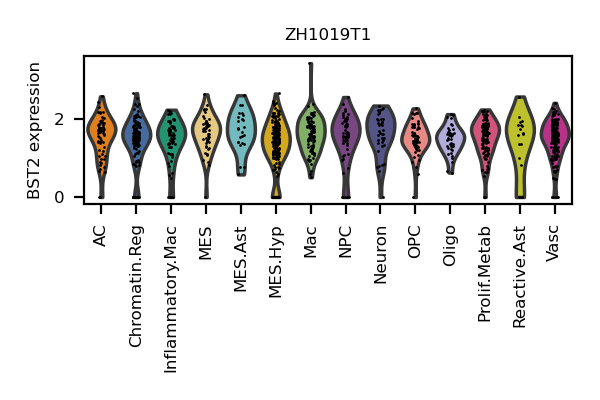 ZH1019T1
BST2 expression
2
0
AC
Chromatin.Reg
Inflammatory.Mac
MES
MES.Ast
MES.Hyp
Mac
NPC
Neuron
OPC
Oligo
Prolif.Metab
Reactive.Ast
Vasc